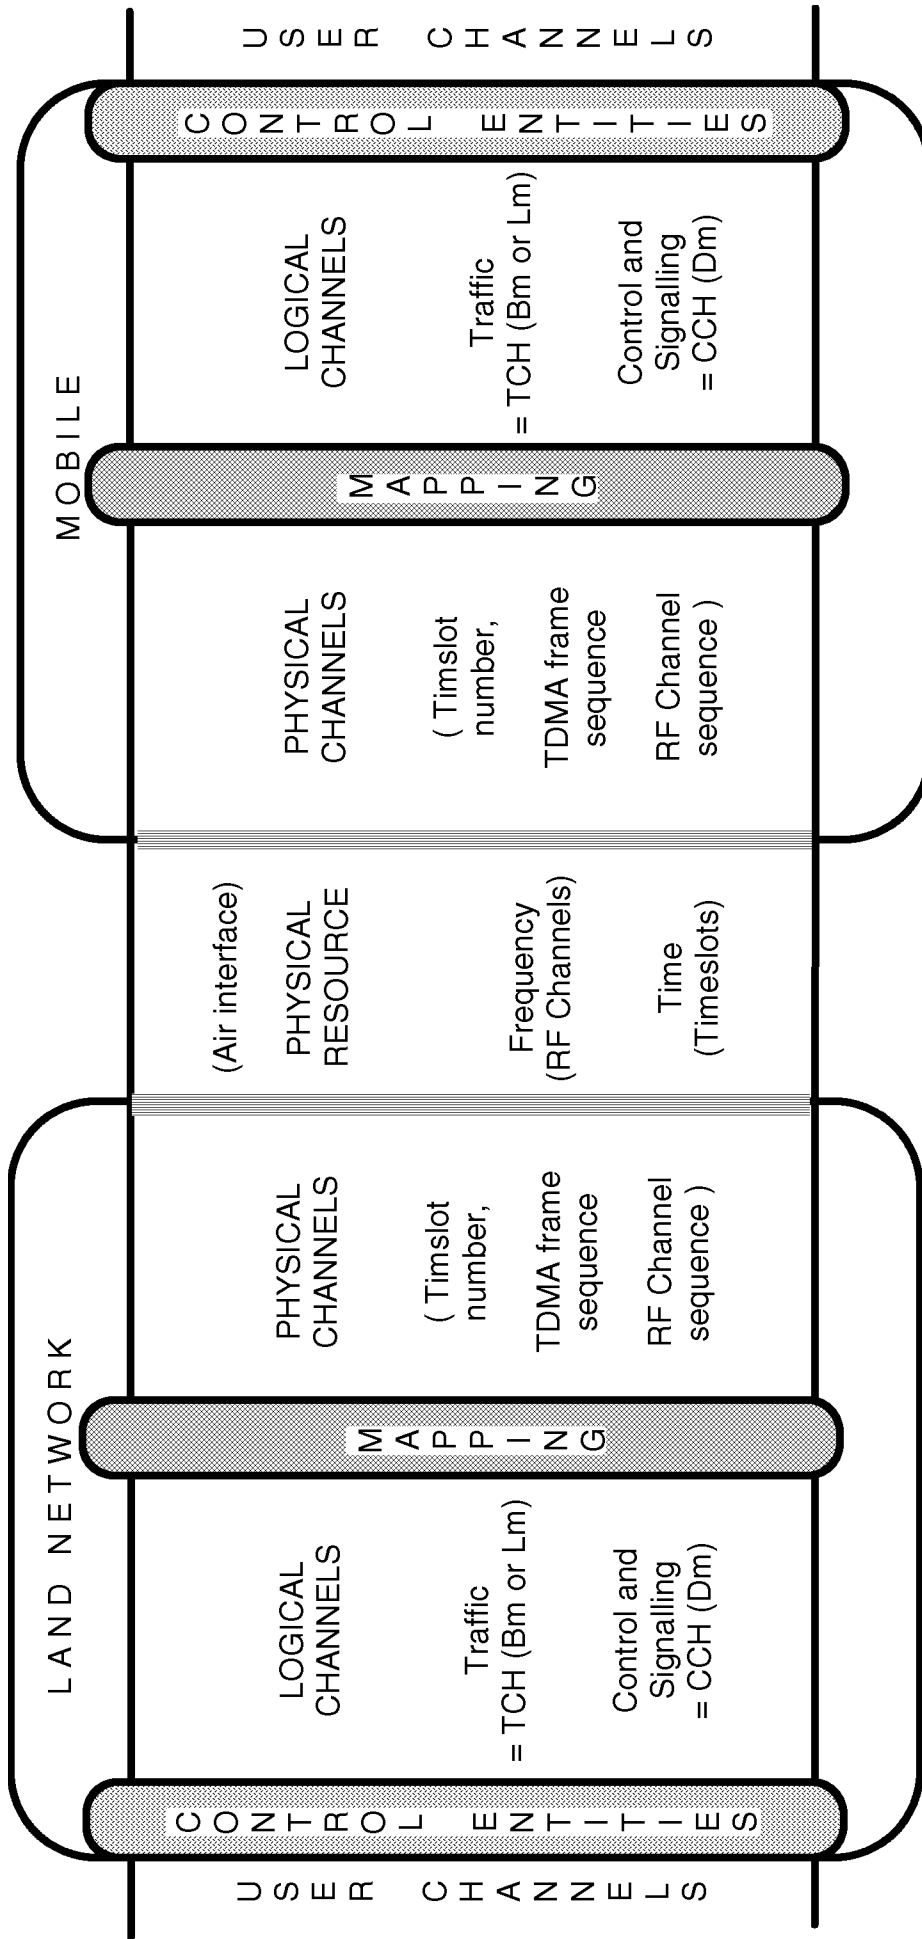 LAND NETWORK
MOBILE
USER CHANNELS
CONTROL ENTITIES
LOGICAL
CHANNELS
Traffic
= TCH (Bm or Lm)
Control and
Signalling
= CCH (Dm)
MAPPING
PHYSICAL
CHANNELS
( Timslot
number,
TDMA frame
sequence
RF Channel
sequence )
(Air interface)
PHYSICAL
RESOURCE
Frequency
(RF Channels)
Time
(Timeslots)
PHYSICAL
CHANNELS
( Timslot
number,
TDMA frame
sequence
RF Channel
sequence )
MAPPING
LOGICAL
CHANNELS
Traffic
= TCH (Bm or Lm)
Control and
Signalling
= CCH (Dm)
CONTROL ENTITIES
USER CHANNELS